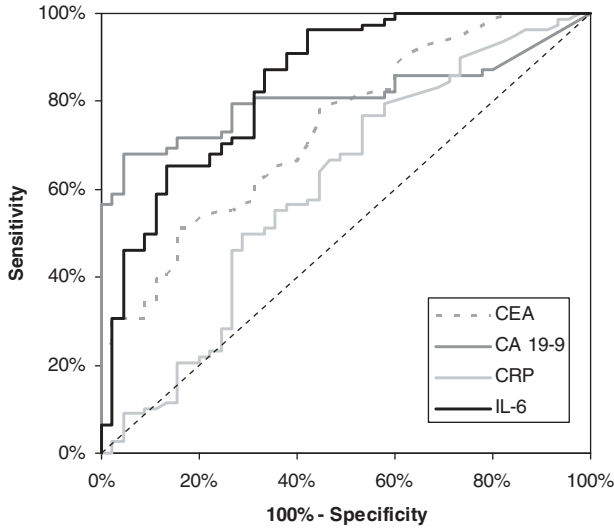 100%
80%
60%
40%
20%
0%
Sensitivity
CEA
CA 19-9
CRP
IL-6
0% 20% 40% 60% 80% 100%
100% - Specificity